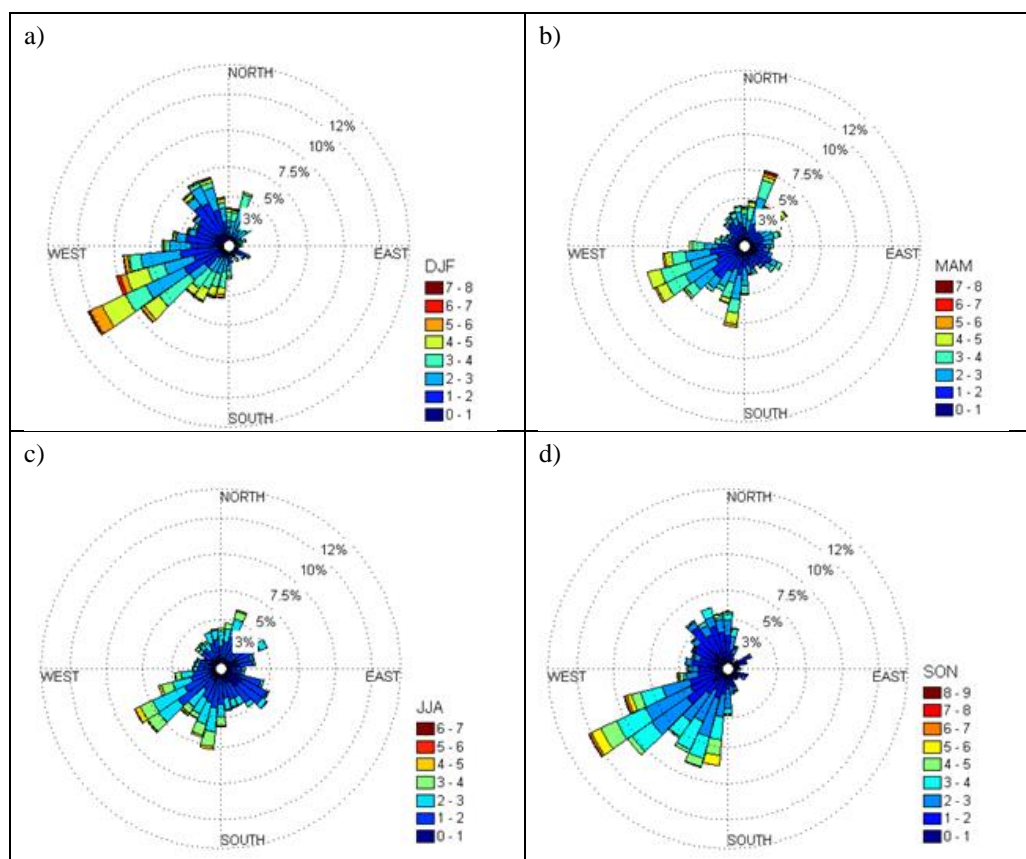 a)
NORTH
12%
10%
7.5%
5%
3%
WEST
EAST
DJF
7 - 8
6 - 7
5 - 6
4 - 5
3 - 4
2 - 3
1 - 2
0 - 1
SOUTH
b)
NORTH
12%
10%
7.5%
5%
3%
WEST
EAST
MAM
7 - 8
6 - 7
5 - 6
4 - 5
3 - 4
2 - 3
1 - 2
0 - 1
SOUTH
c)
NORTH
12%
10%
7.5%
5%
3%
WEST
EAST
JJA
6 - 7
5 - 6
4 - 5
3 - 4
2 - 3
1 - 2
0 - 1
SOUTH
d)
NORTH
12%
10%
7.5%
5%
3%
WEST
EAST
SON
8 - 9
7 - 8
6 - 7
5 - 6
4 - 5
3 - 4
2 - 3
1 - 2
0 - 1
SOUTH